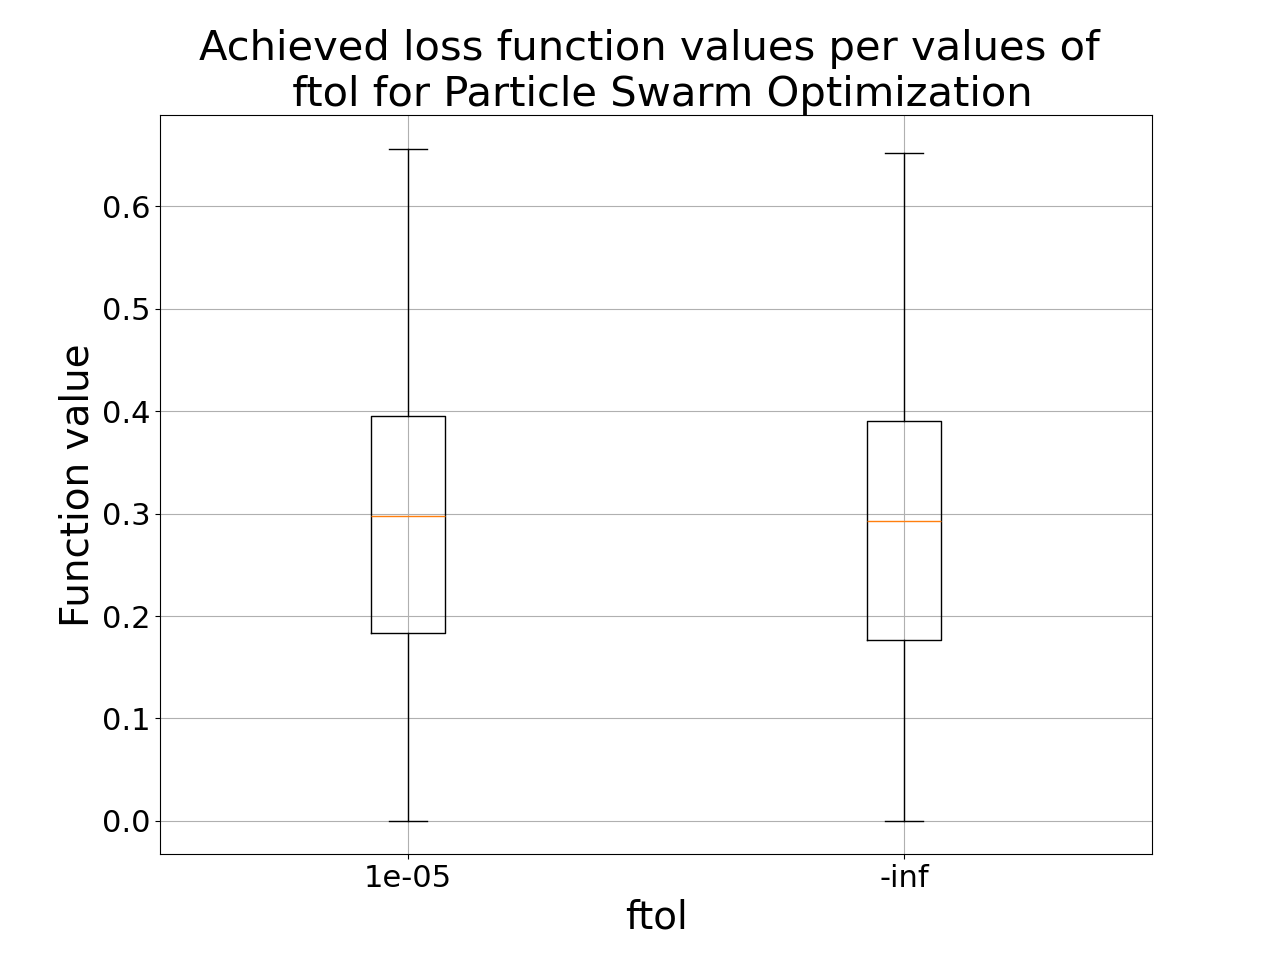 Achieved loss function values per values of
ftol for Particle Swarm Optimization
Function value
0.6
0.5
0.4
0.3
0.2
0.1
0.0
1e-05
-inf
ftol